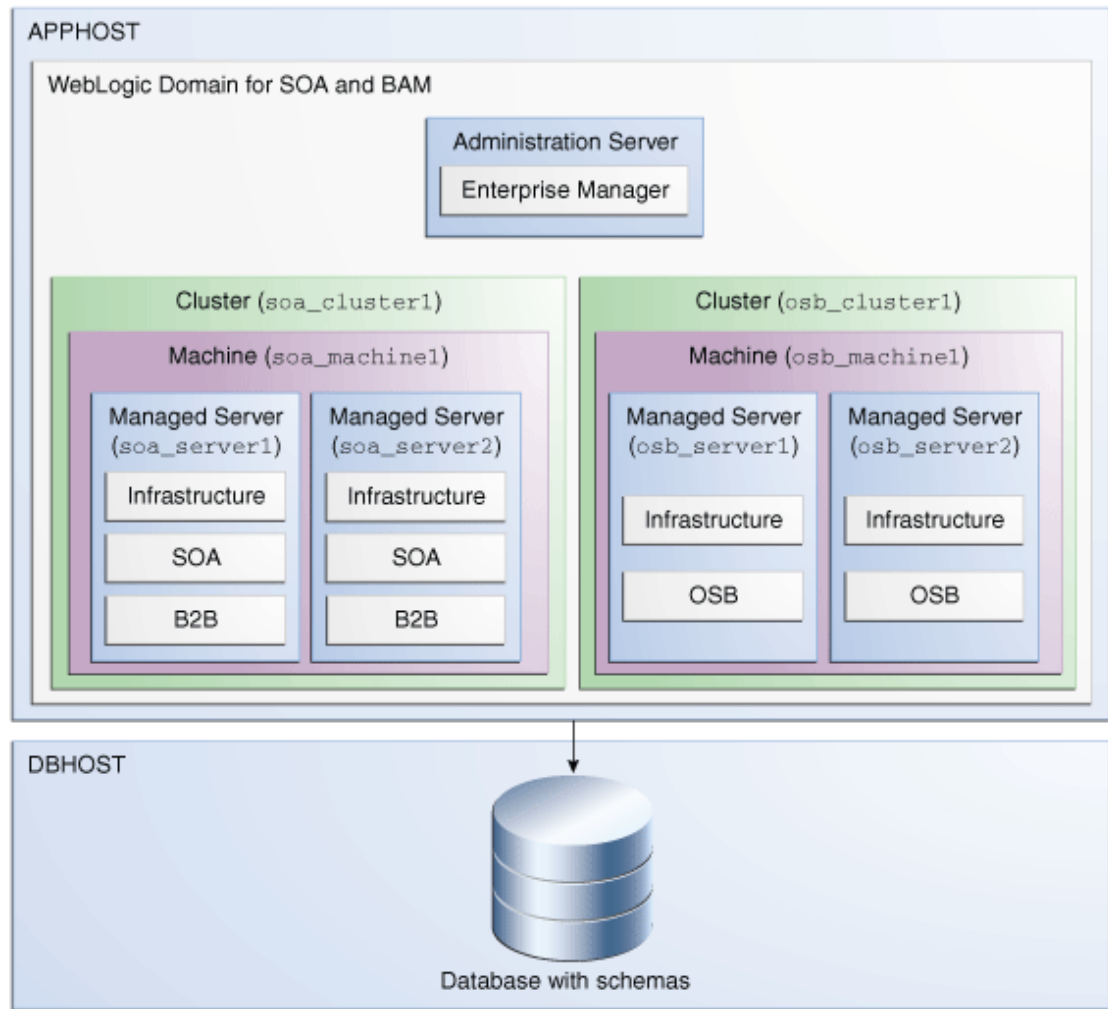 APPHOST
WebLogic Domain for SOA and BAM
Administration Server
Enterprise Manager
Cluster (soa_cluster1)
Machine (soa_machine1)
Managed Server
(soa_server1)
Infrastructure
SOA
B2B
Managed Server
(soa_server2)
Infrastructure
SOA
B2B
Cluster (osb_cluster1)
Machine (osb_machine1)
Managed Server
(osb_server1)
Infrastructure
OSB
Managed Server
(osb_server2)
Infrastructure
OSB
DBHOST
Database with schemas